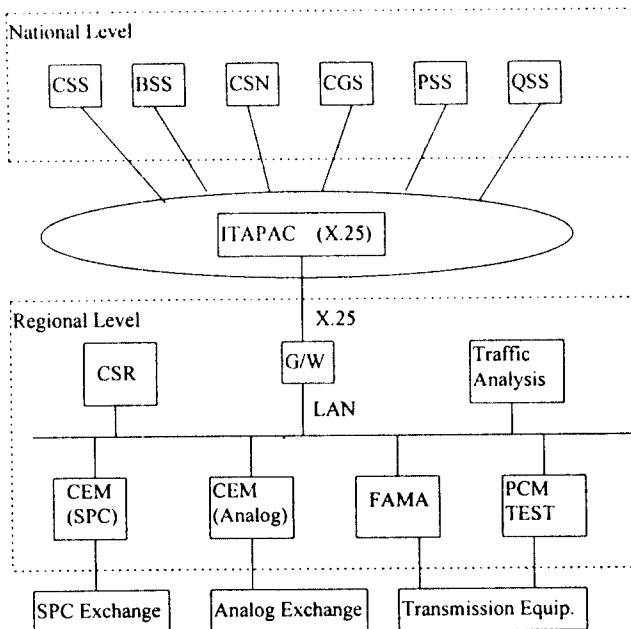 National Level
CSS BSS CSN CGS PSS QSS
ITAPAC (X.25)
Regional Level
X.25
CSR
G/W
Traffic
Analysis
LAN
CEM
(SPC)
CEM
(Analog)
FAMA
PCM
TEST
SPC Exchange
Analog Exchange
Transmission Equip.